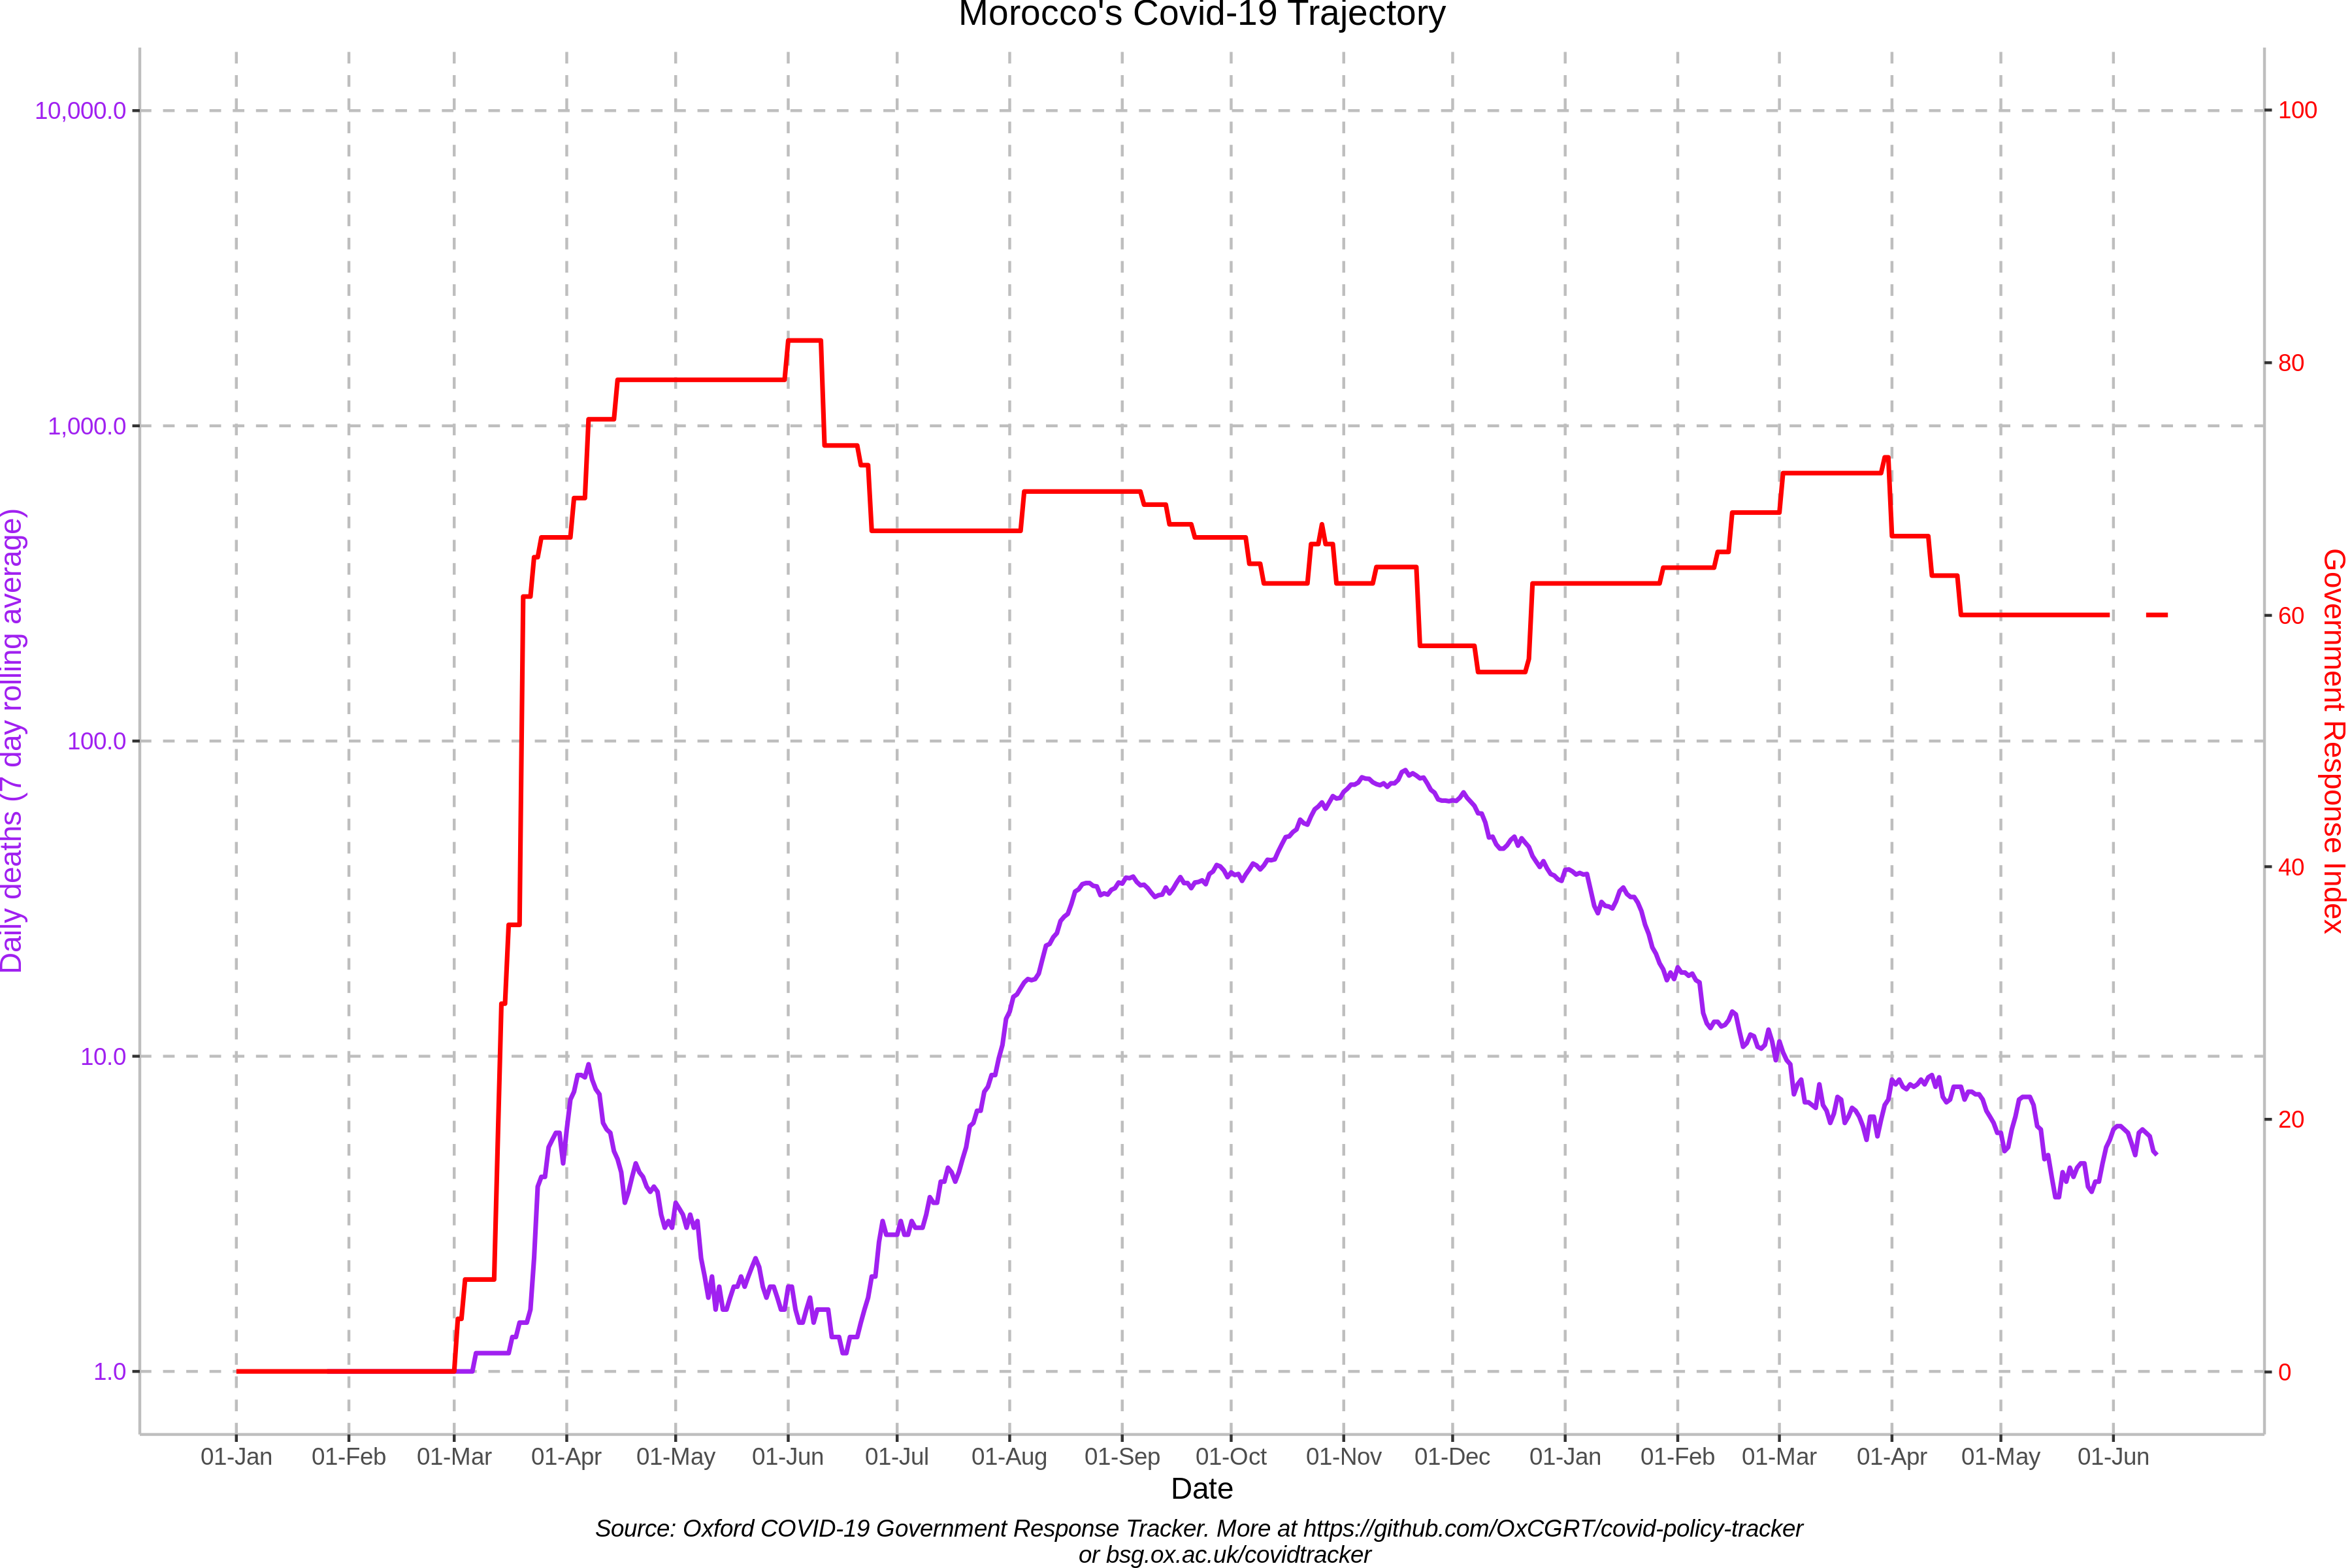 Morocco's Covid-19 Trajectory
10,000.0
1,000.0
100.0
10.0
1.0
Daily deaths (7 day rolling average)
100
80
60
40
20
0
Government Response Index
01-Jan 01-Feb 01-Mar 01-Apr 01-May 01-Jun 01-Jul 01-Aug 01-Sep 01-Oct 01-Nov 01-Dec 01-Jan 01-Feb 01-Mar 01-Apr 01-May 01-Jun
Date
Source: Oxford COVID-19 Government Response Tracker. More at https://github.com/OxCGRT/covid-policy-tracker
or bsg.ox.ac.uk/covidtracker